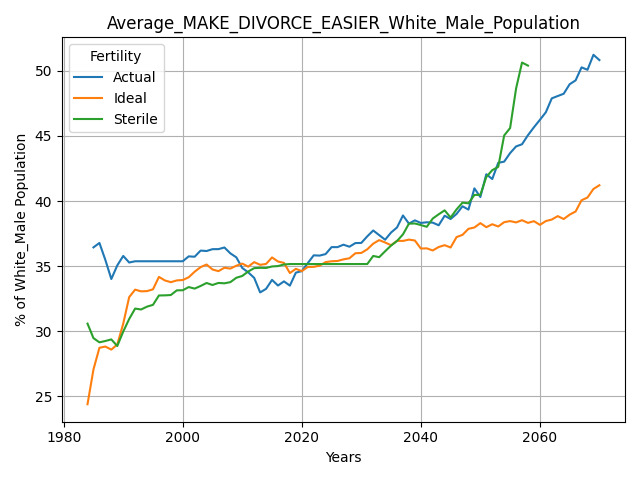 Average_MAKE_DIVORCE_EASIER_White_Male_Population
Fertility
Actual
Ideal
Sterile
% of White_Male Population
50
45
40
35
30
25
1980
2000
2020
2040
2060
Years